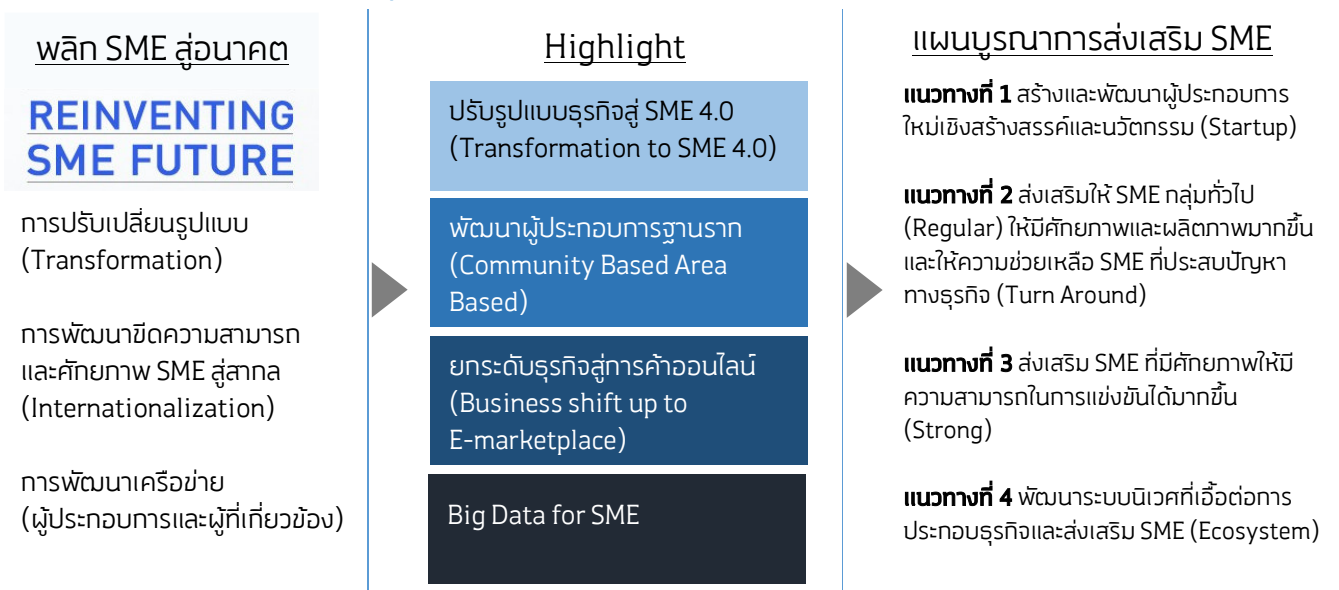 พลิก SME สู่อนาคต
REINVENTING
SME FUTURE
การปรับเปลี่ยนรูปแบบ
(Transformation)
การพัฒนาขีดความสามารถ
และศักยภาพ SME สู่สากล
(Internationalization)
การพัฒนาเครือข่าย
(ผู้ประกอบการและผู้ที่เกี่ยวข้อง)
Highlight
ปรับรูปแบบธุรกิจสู่ SME 4.0
(Transformation to SME 4.0)
พัฒนาผู้ประกอบการฐานราก
(Community Based Area
Based)
ยกระดับธุรกิจสู่การค้าออนไลน์
(Business shift up to
E-marketplace)
Big Data for SME
แผนบูรณาการส่งเสริม SME
แนวทางที่ 1 สร้างและพัฒนาผู้ประกอบการ
ใหม่เชิงสร้างสรรค์และนวัตกรรม (Startup)
แนวทางที่ 2 ส่งเสริมให้ SME กลุ่มทั่วไป
(Regular) ให้มีศักยภาพและผลิตภาพมากขึ้น
และให้ความช่วยเหลือ SME ที่ประสบปัญหา
ทางธุรกิจ (Turn Around)
แนวทางที่ 3 ส่งเสริม SME ที่มีศักยภาพให้มี
ความสามารถในการแข่งขันได้มากขึ้น
(Strong)
แนวทางที่ 4 พัฒนาระบบนิเวศที่เอื้อต่อการ
ประกอบธุรกิจและส่งเสริม SME (Ecosystem)